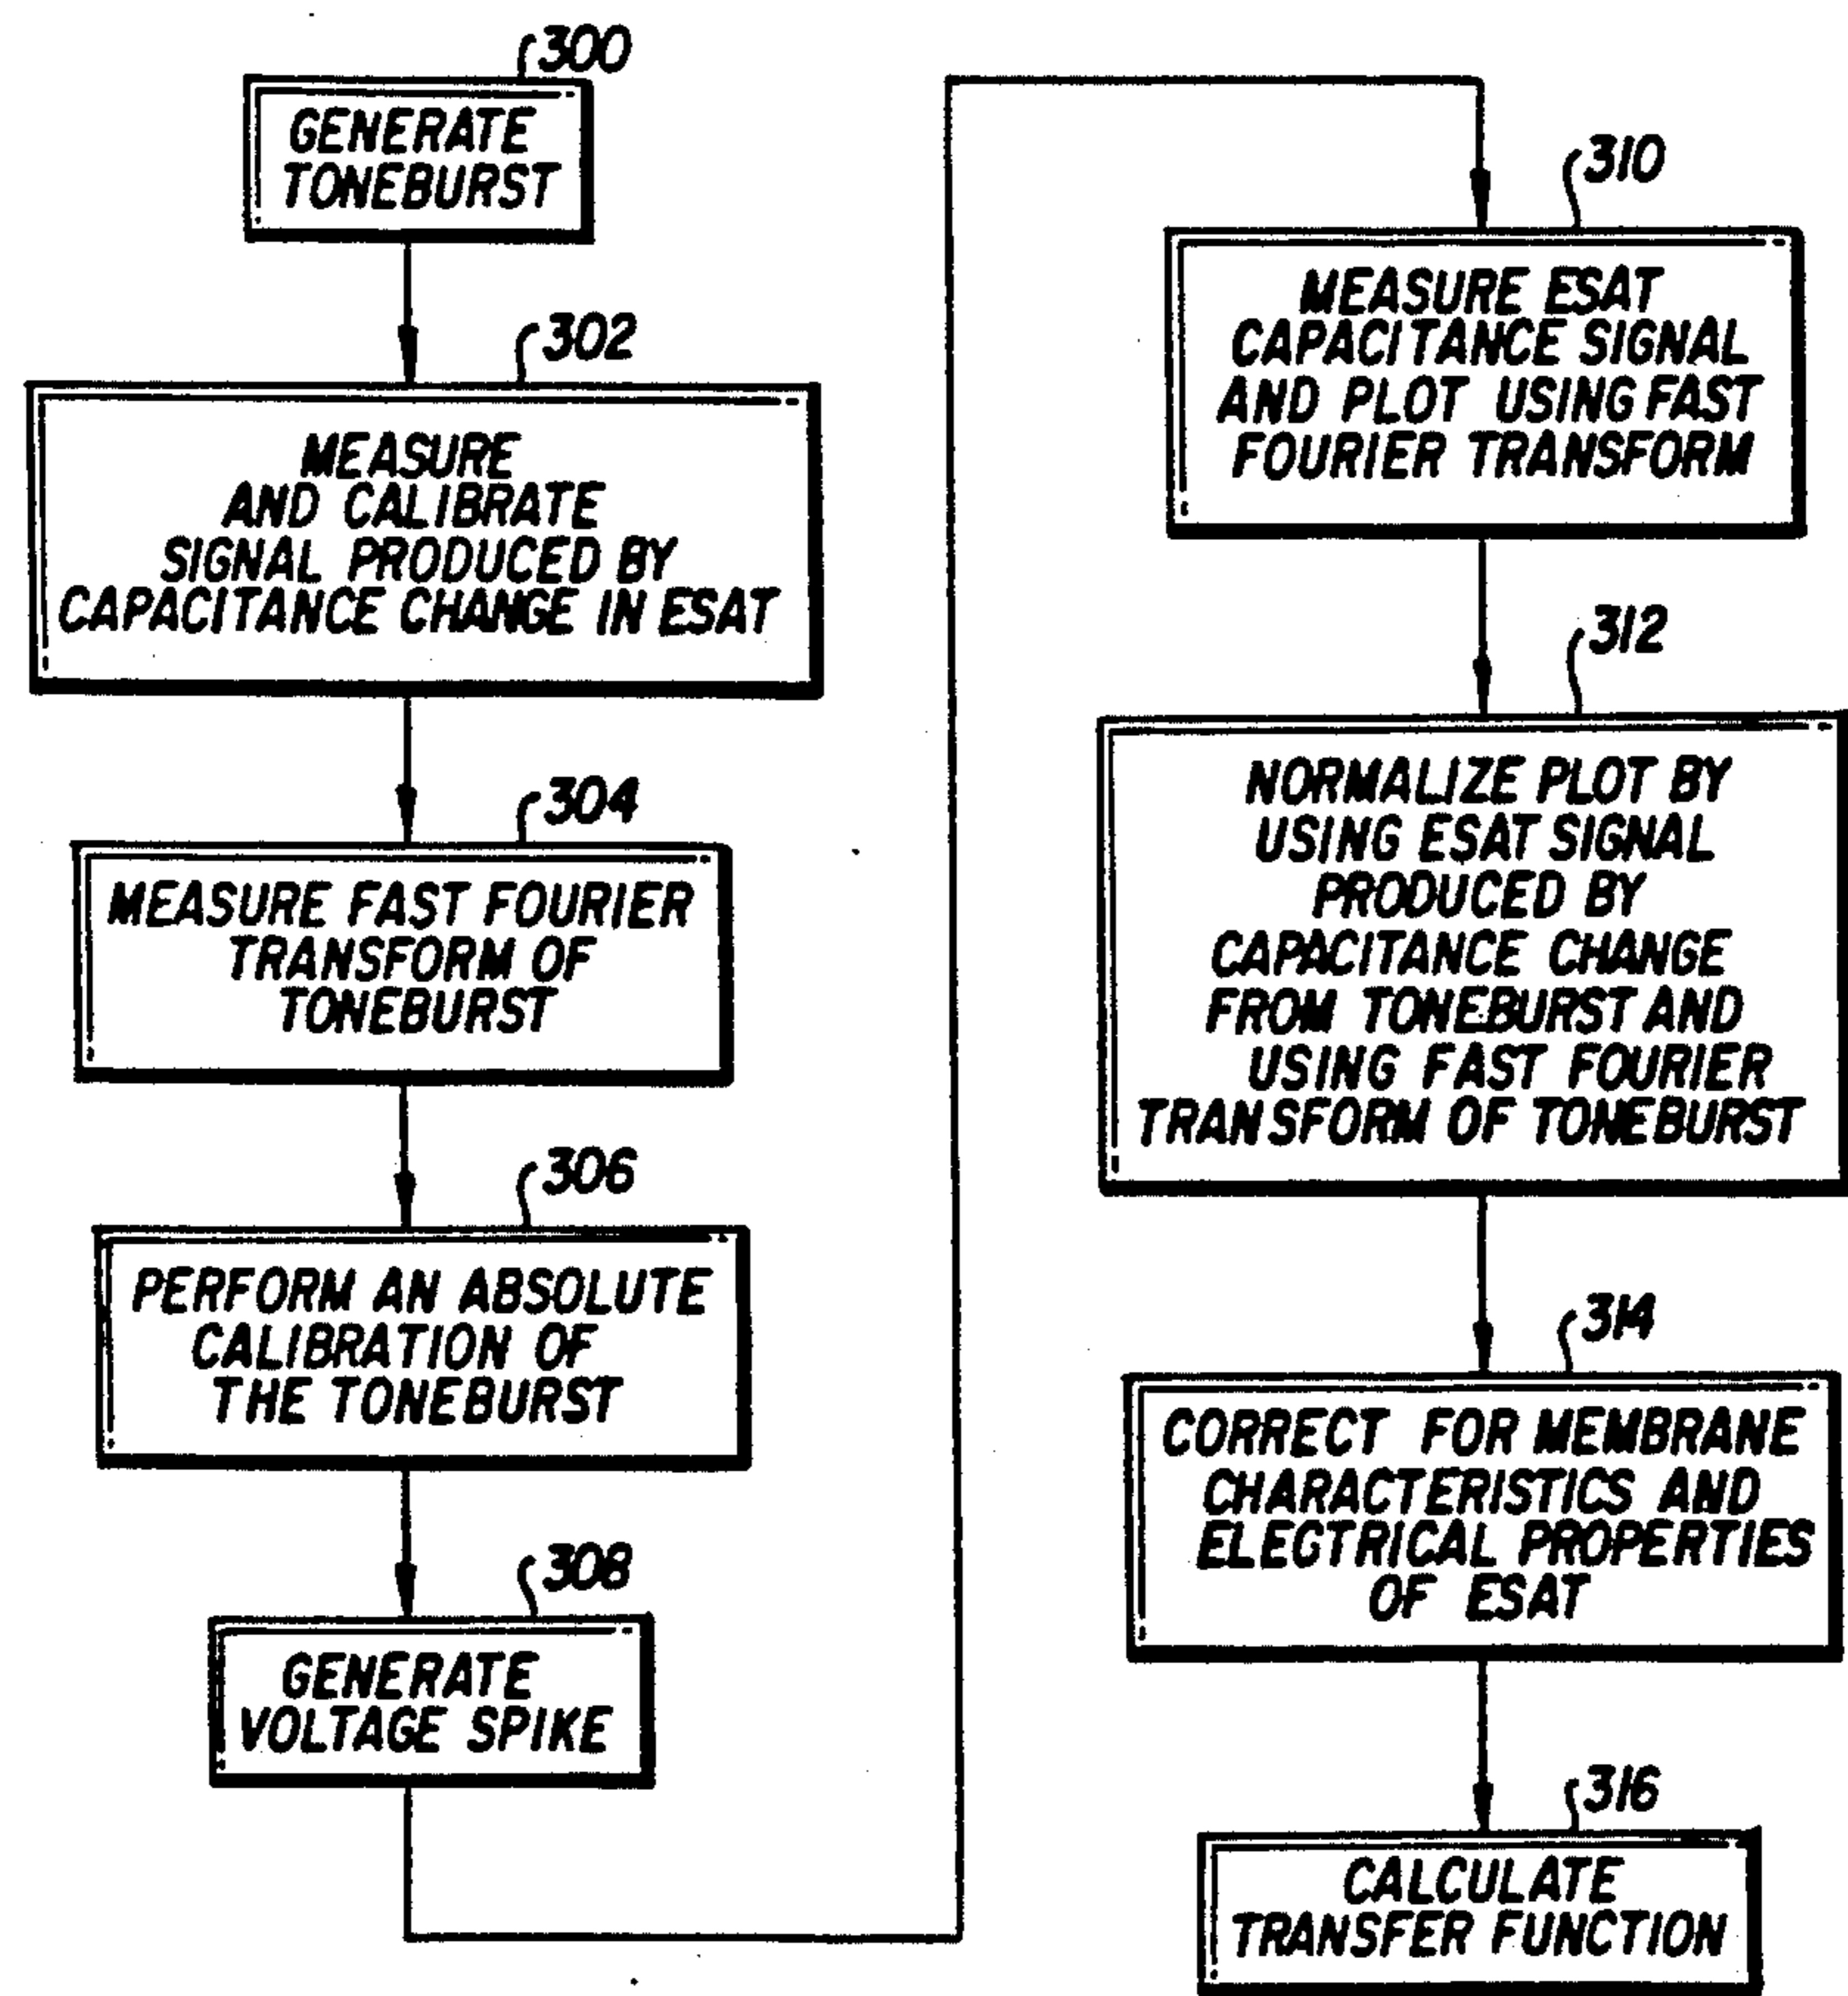 300
GENERATE
TONEBURST
302
MEASURE
AND CALIBRATE
SIGNAL PRODUCED BY
CAPACITANCE CHANGE IN ESAT
304
MEASURE FAST FOURIER
TRANSFORM OF
TONEBURST
306
PERFORM AN ABSOLUTE
CALIBRATION OF
THE TONEBURST
308
GENERATE
VOLTAGE SPIKE
310
MEASURE ESAT
CAPACITANCE SIGNAL
AND PLOT USING FAST
FOURIER TRANSFORM
312
NORMALIZE PLOT BY
USING ESAT SIGNAL
PRODUCED BY
CAPACITANCE CHANGE
FROM TONEBURST AND
USING FAST FOURIER
TRANSFORM OF TONEBURST
314
CORRECT FOR MEMBRANE
CHARACTERISTICS AND
ELECTRICAL PROPERTIES
OF ESAT
316
CALCULATE
TRANSFER FUNCTION